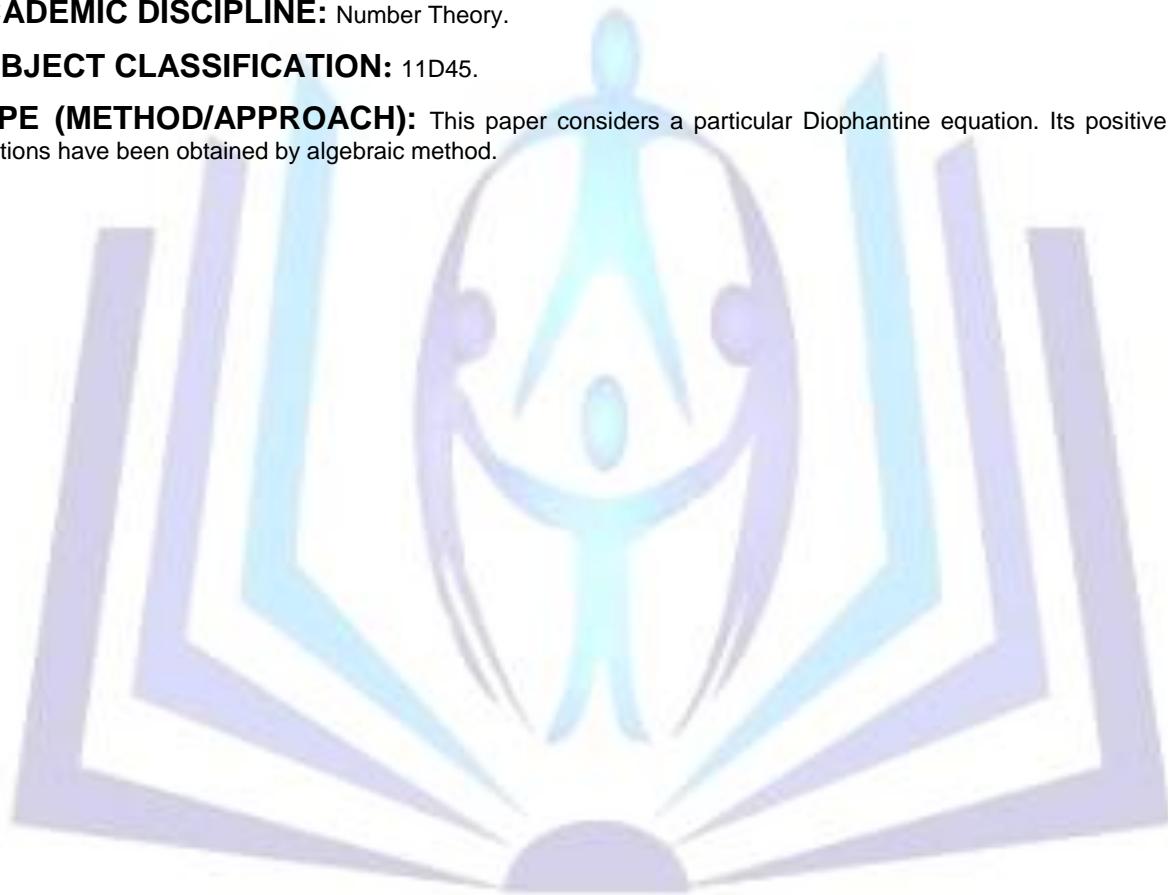 ADEMIC DISCIPLINE: Number Theory.
BJECT CLASSIFICATION: 11D45.
PE (METHOD/APPROACH): This paper considers a particular Diophantine equation. Its positive
tions have been obtained by algebraic method.